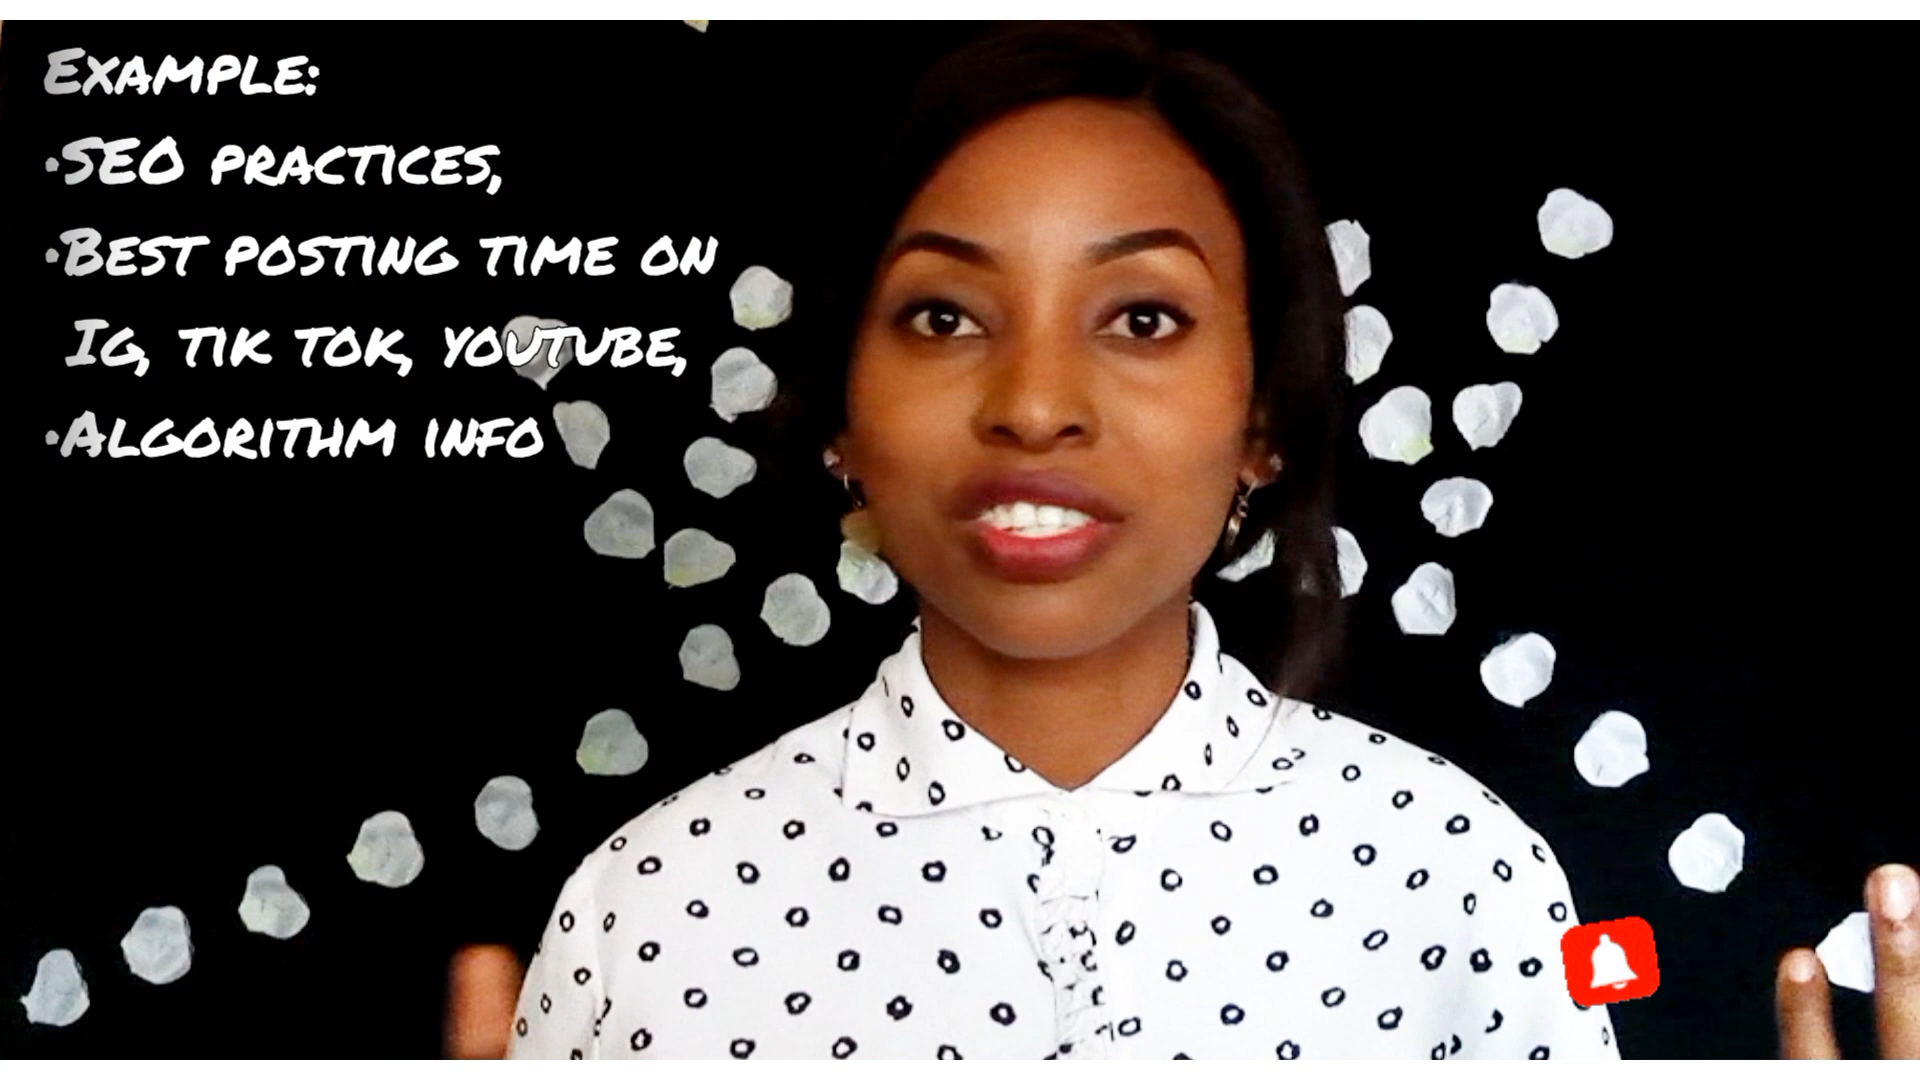 Example:
•SEO practices,
•Best posting time on
Ig, tik tok, youtube,
•Algorithm info